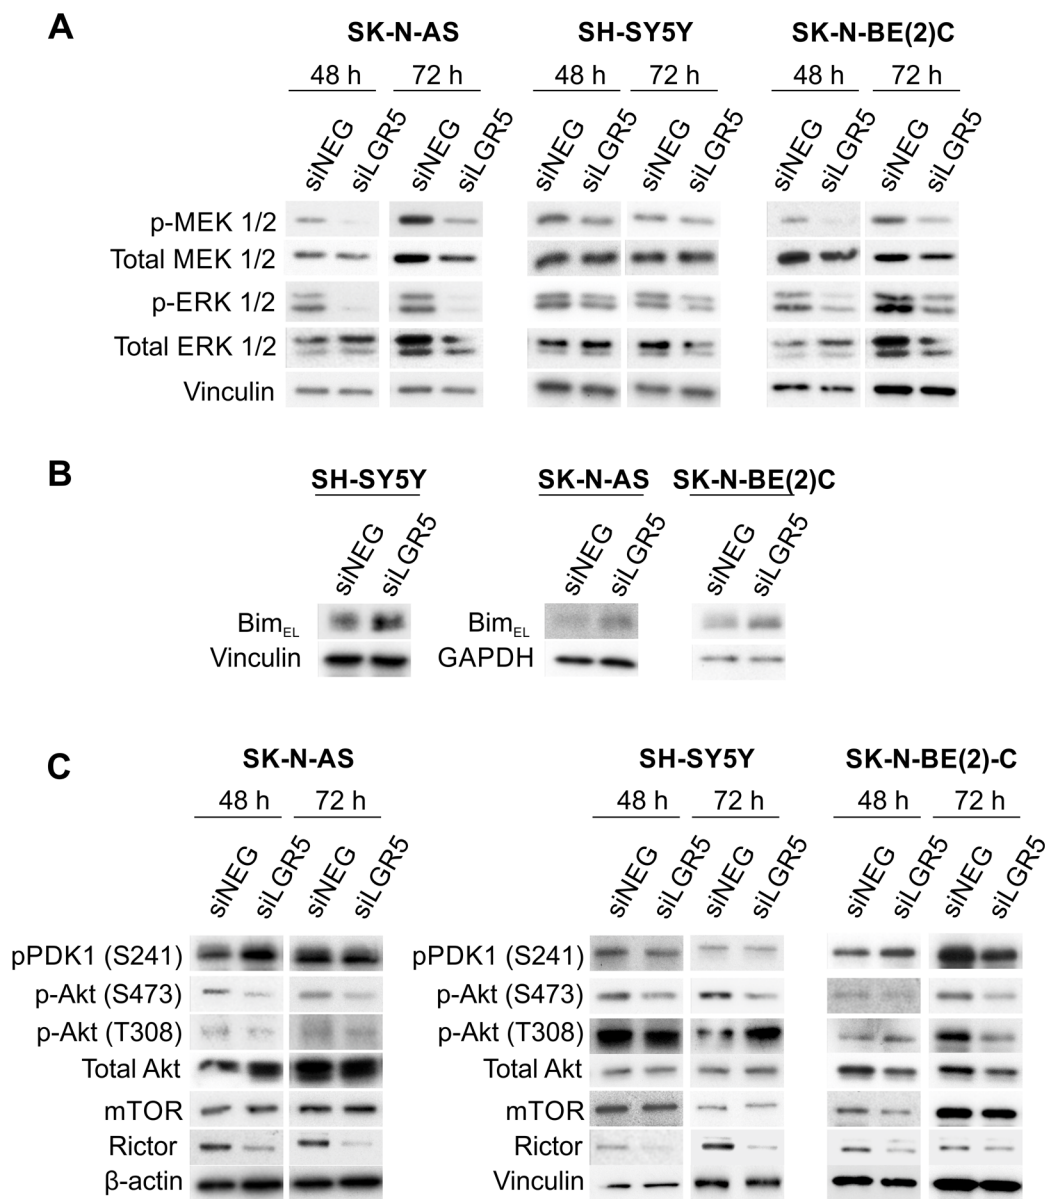 A
SK-N-AS SH-SY5Y SK-N-BE(2)C
48 h 72 h 48 h 72 h 48 h 72 h
siNEG siLGR5 siNEG siLGR5 siNEG siLGR5 siNEG siLGR5 siNEG siLGR5 siNEG siLGR5
p-MEK 1/2
Total MEK 1/2
p-ERK 1/2
Total ERK 1/2
Vinculin
B
SH-SY5Y SK-N-AS SK-N-BE(2)C
siNEG siLGR5 siNEG siLGR5 siNEG siLGR5
BimEL BimEL
Vinculin GAPDH
C
SK-N-AS SH-SY5Y SK-N-BE(2)-C
48 h 72 h 48 h 72 h 48 h 72 h
siNEG siLGR5 siNEG siLGR5 siNEG siLGR5 siNEG siLGR5 siNEG siLGR5 siNEG siLGR5
pPDK1 (S241) pPDK1 (S241)
p-Akt (S473) p-Akt (S473)
p-Akt (T308) p-Akt (T308)
Total Akt Total Akt
mTOR mTOR
Rictor Rictor
β-actin Vinculin